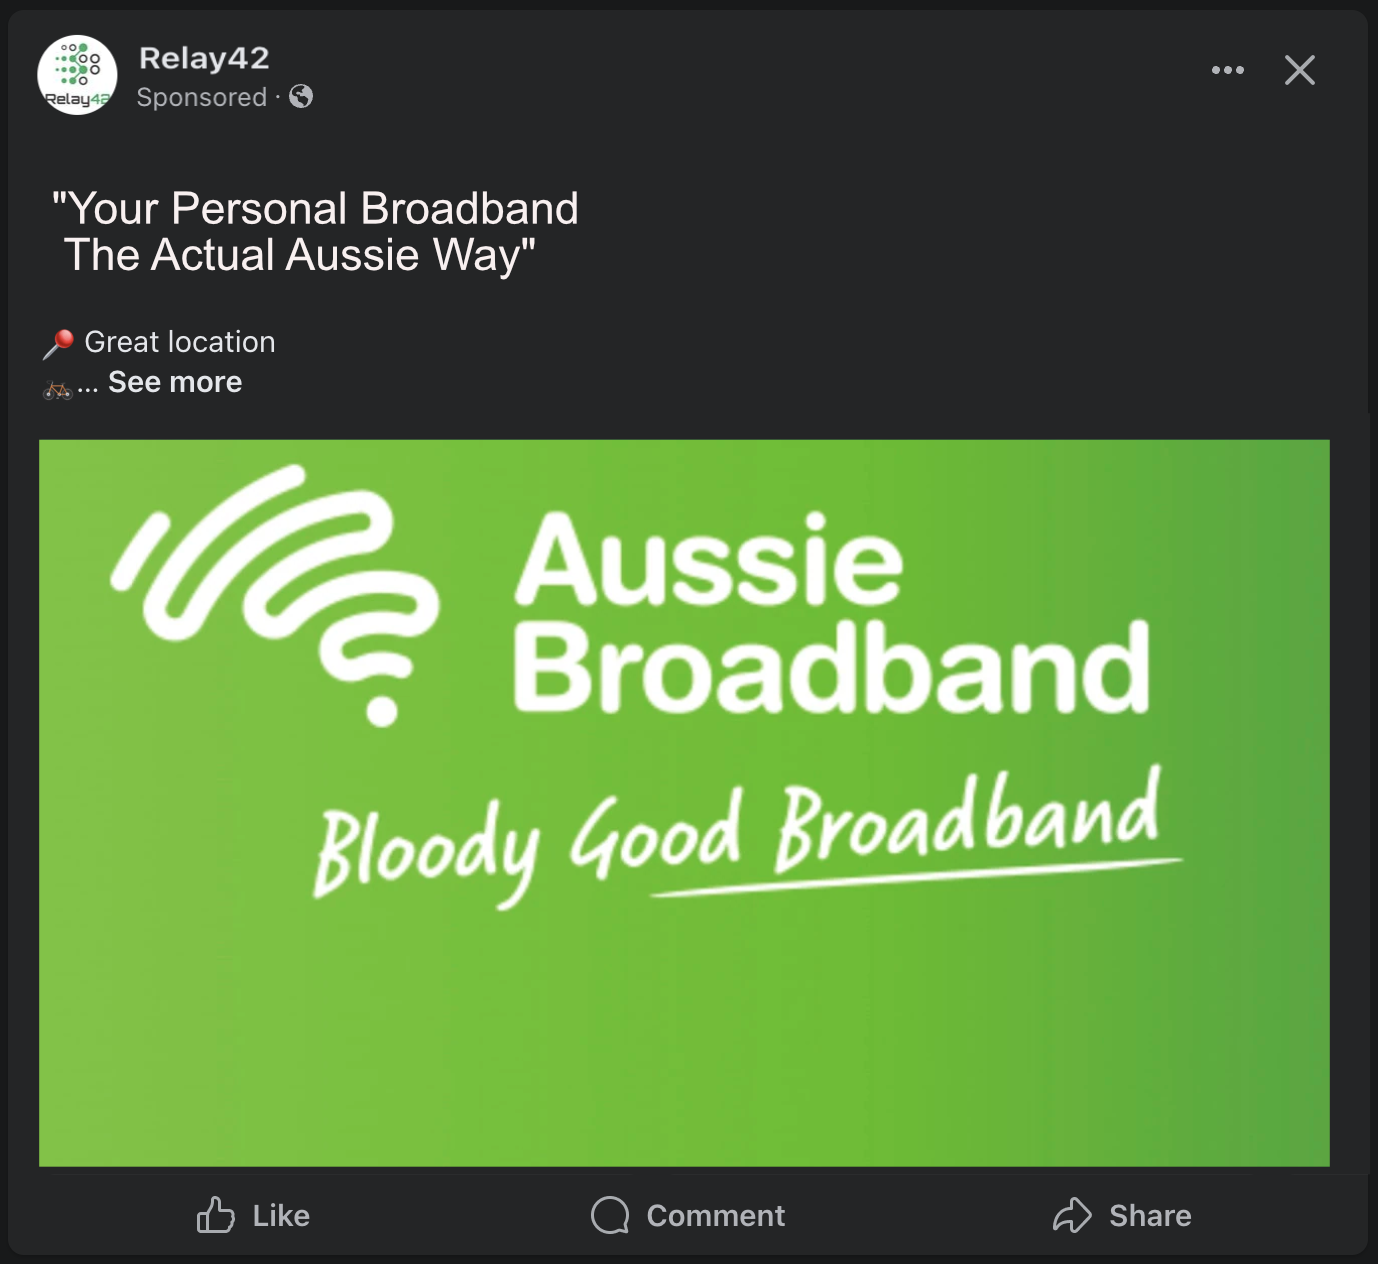 Relay42
Relay42
Sponsored ·
"Your Personal Broadband
The Actual Aussie Way"
Great location
... See more
Aussie
Broadband
Bloody Good Broadband
Like
Comment
Share